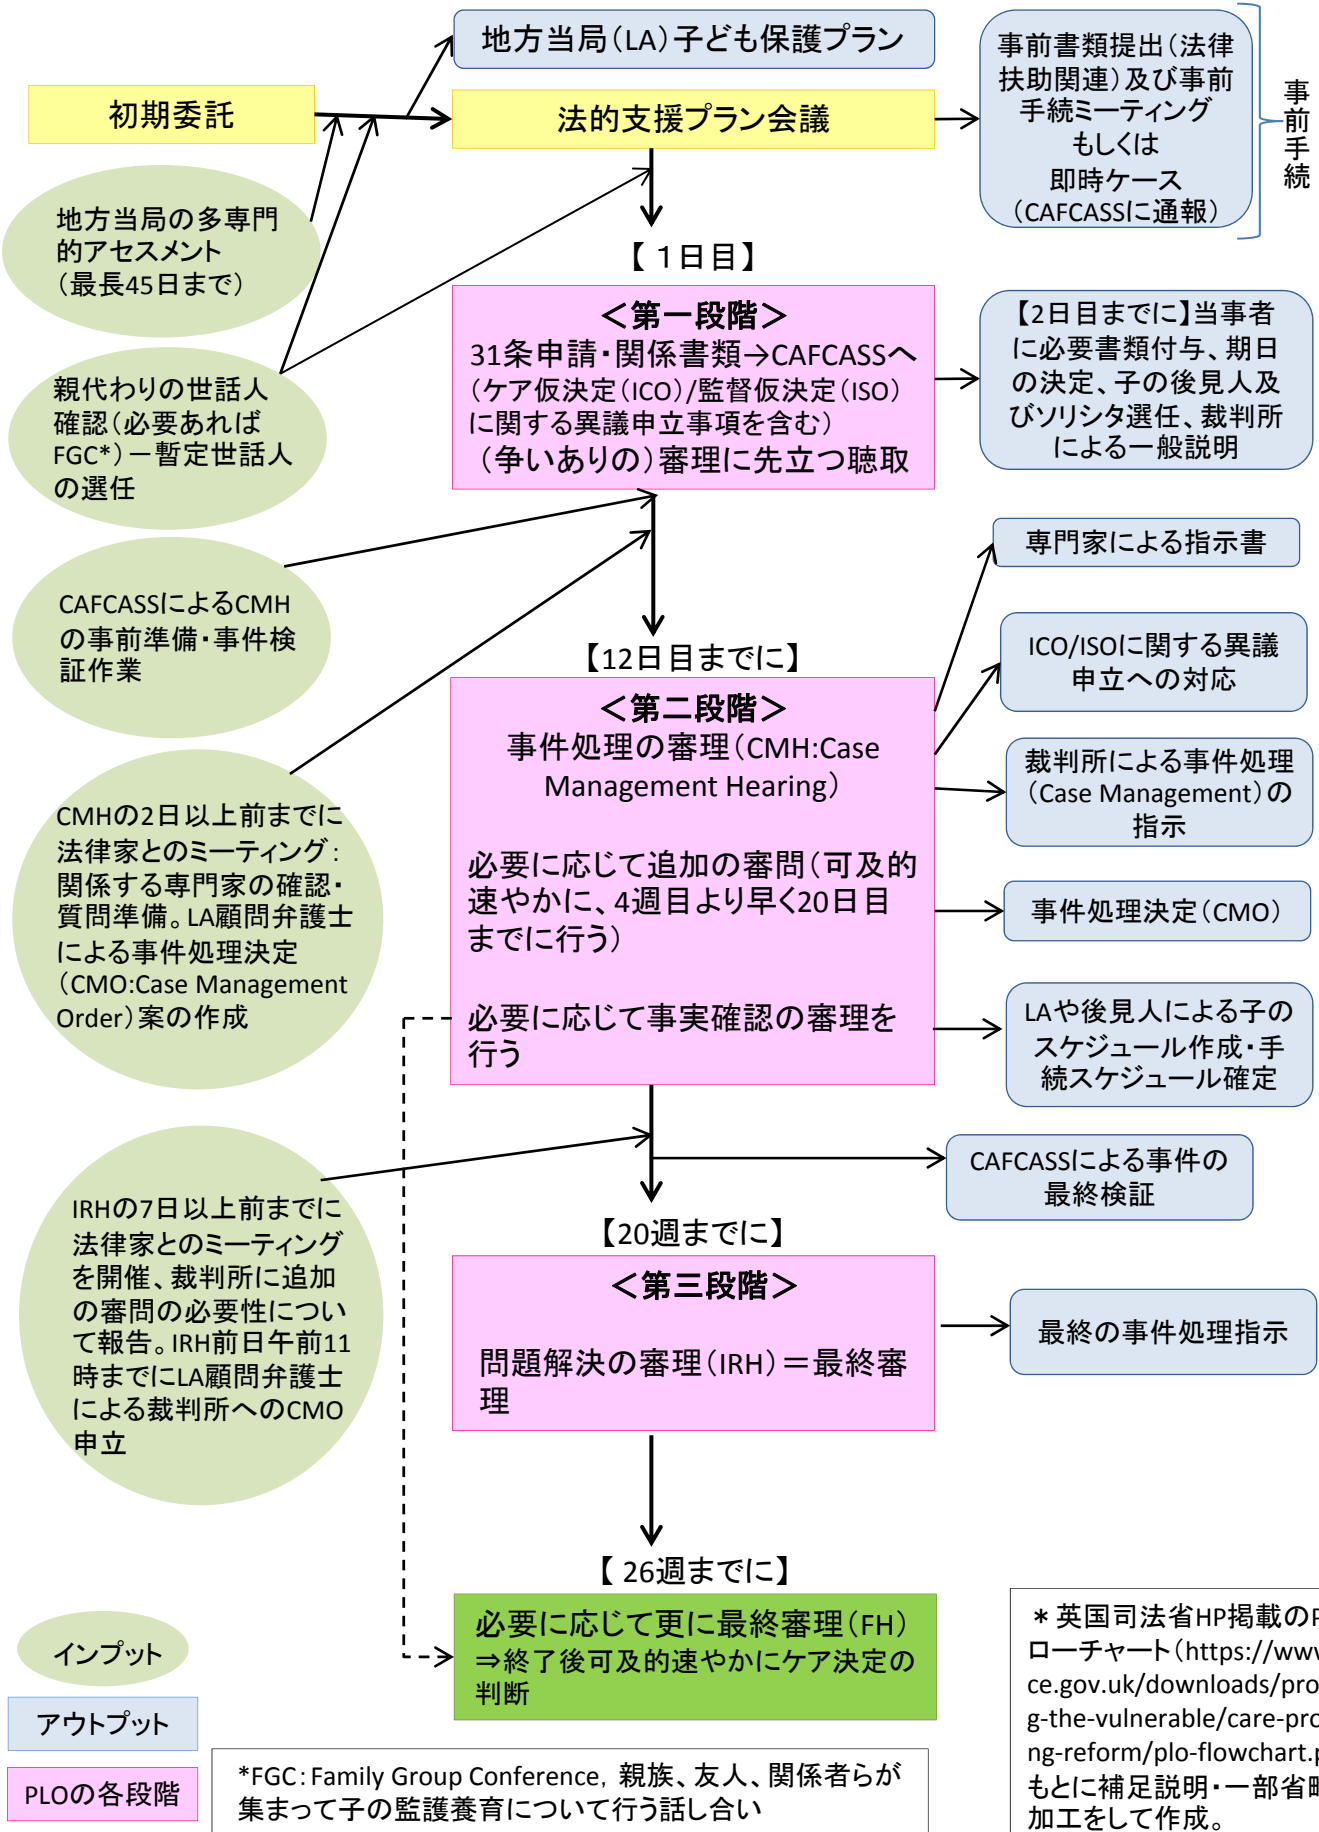 地方当局(LA)子ども保護プラン
初期委託
法的支援プラン会議
事前書類提出(法律
扶助関連)及び事前
手続ミーティング
もしくは
即時ケース
(CAFCASSに通報)
事前手続
地方当局の多専門
的アセスメント
(最長45日まで)
【 1日目】
<第一段階>
31条申請・関係書類→CAFCASSへ
(ケア仮決定(ICO)/監督仮決定(ISO)
に関する異議申立事項を含む)
(争いありの)審理に先立つ聴取
【2日目までに】当事者
に必要書類付与、期日
の決定、子の後見人及
びソリシタ選任、裁判所
による一般説明
親代わりの世話人
確認(必要あれば
FGC*)ー暫定世話人
の選任
CAFCASSによるCMH
の事前準備・事件検
証作業
専門家による指示書
ICO/ISOに関する異議
申立への対応
【12日目までに】
<第二段階>
事件処理の審理(CMH:Case
Management Hearing)
必要に応じて追加の審問(可及的
速やかに、4週目より早く20日目
までに行う)
必要に応じて事実確認の審理を
行う
裁判所による事件処理
(Case Management)の
指示
事件処理決定(CMO)
LAや後見人による子の
スケジュール作成・手
続スケジュール確定
CMHの2日以上前までに
法律家とのミーティング:
関係する専門家の確認・
質問準備。LA顧問弁護士
による事件処理決定
(CMO:Case Management
Order)案の作成
CAFCASSによる事件の
最終検証
IRHの7日以上前までに
法律家とのミーティング
を開催、裁判所に追加
の審問の必要性につい
て報告。IRH前日午前11
時までにLA顧問弁護士
による裁判所へのCMO
申立
【20週までに】
<第三段階>
問題解決の審理(IRH)=最終審
理
最終の事件処理指示
【 26週までに】
必要に応じて更に最終審理(FH)
⇒終了後可及的速やかにケア決定の
判断
インプット
アウトプット
PLOの各段階
*FGC:Family Group Conference, 親族、友人、関係者らが
集まって子の監護養育について行う話し合い
*英国司法省HP掲載のP
ローチャート(https://ww
ce.gov.uk/downloads/pro
g-the-vulnerable/care-pro
ng-reform/plo-flowchart.p
もとに補足説明・一部省略
加工をして作成。